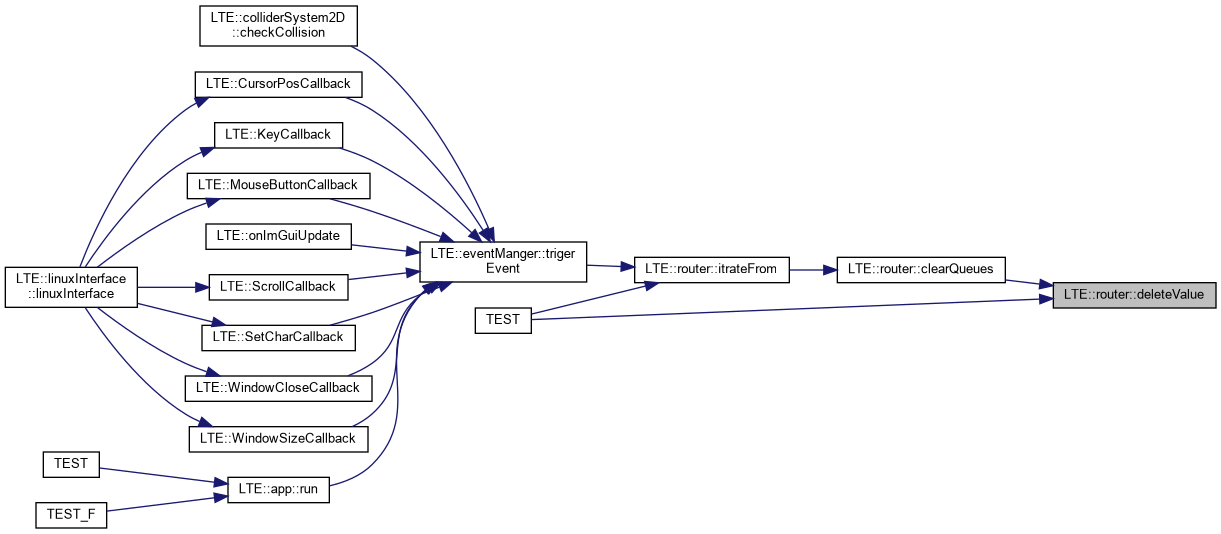 LTE::colliderSystem2D
::checkCollision
LTE::CursorPosCallback
LTE::KeyCallback
LTE::MouseButtonCallback
LTE::onImGuiUpdate
LTE::linuxInterface
::linuxInterface
LTE::ScrollCallback
LTE::SetCharCallback
LTE::WindowCloseCallback
LTE::WindowSizeCallback
TEST
LTE::app::run
TEST_F
LTE::eventManger::triger
Event
TEST
LTE::router::itrateFrom
LTE::router::clearQueues
LTE::router::deleteValue